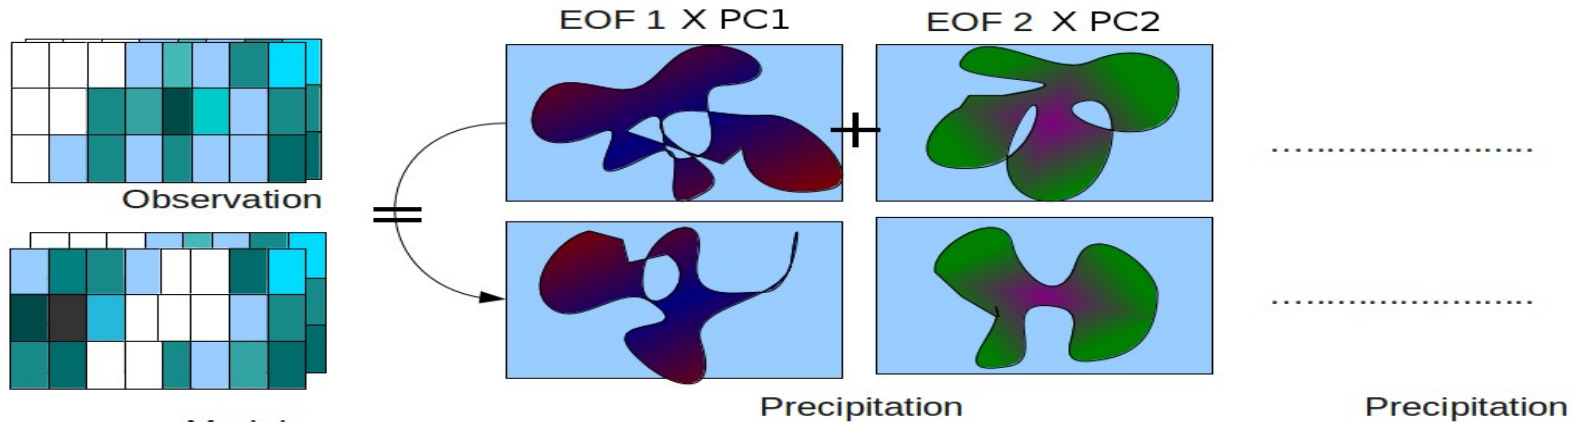 EOF 1 X PC1
EOF 2 X PC2
+
Observation
=
........................
........................
Precipitation
Precipitation